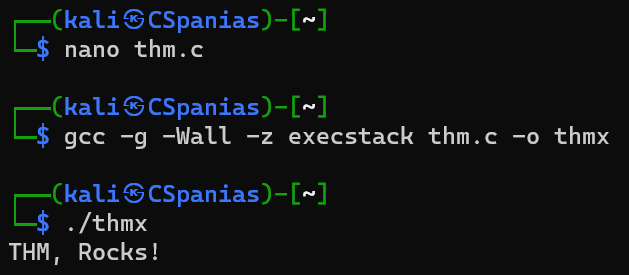 ┌──(kali㉿CSpanias)-[~]
└─$ nano thm.c
┌──(kali㉿CSpanias)-[~]
└─$ gcc -g -Wall -z execstack thm.c -o thmx
┌──(kali㉿CSpanias)-[~]
└─$ ./thmx
THM, Rocks!